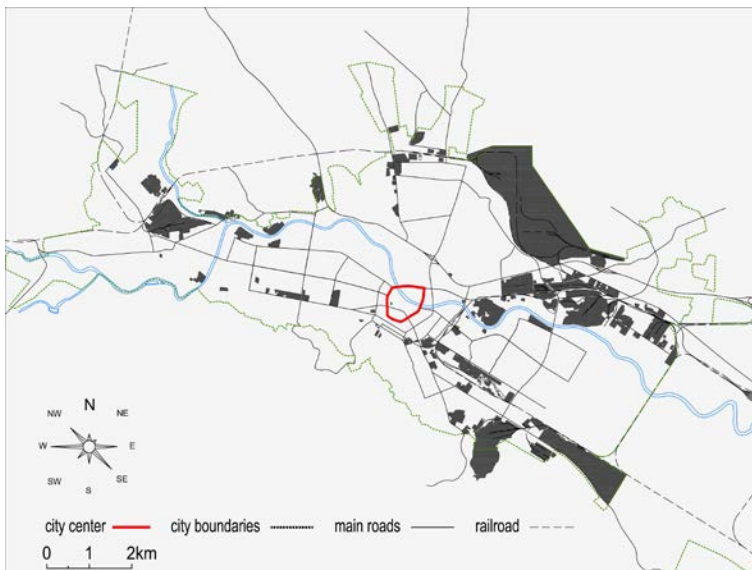 N
NW NE
W E
SW SE
S
city center city boundaries main roads railroad
0 1 2km